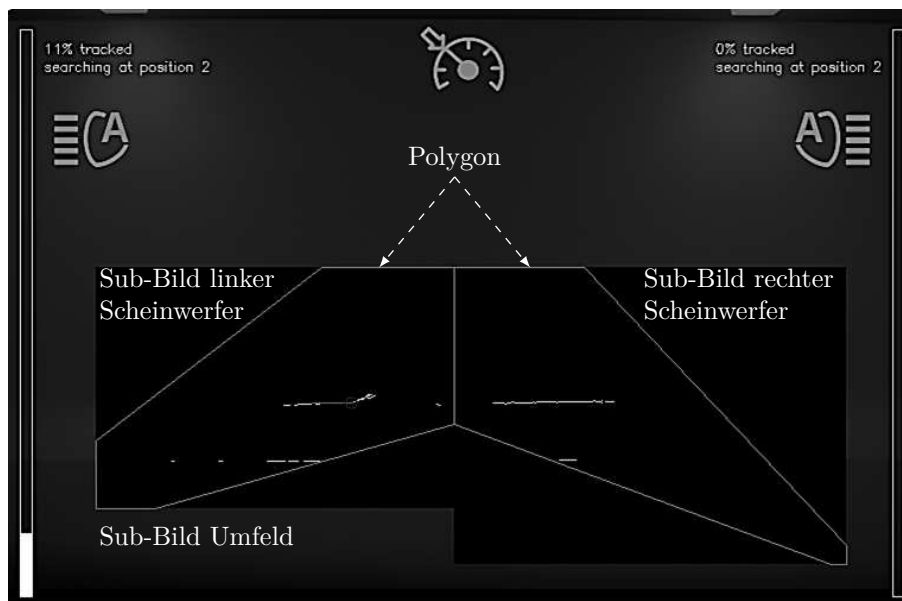 11% tracked
searching at position 2
0% tracked
searching at position 2
A
A
Polygon
Sub-Bild linker
Scheinwerfer
Sub-Bild rechter
Scheinwerfer
Sub-Bild Umfeld